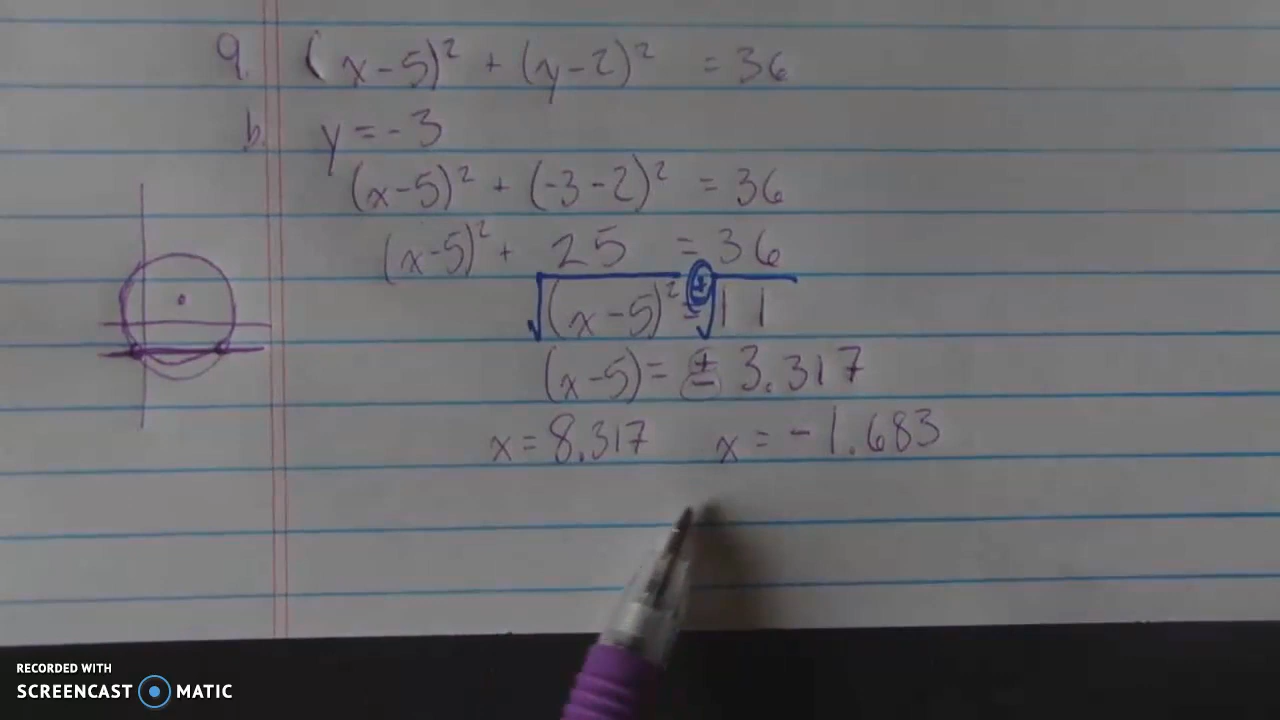 9. (x-5)² + (y-2)² = 36
b. y = -3
(x-5)² + (-3-2)² = 36
(x-5)² + 25 = 36
√(x-5)² = ±√11
(x-5) = ± 3.317
x = 8.317 x = -1.683
RECORDED WITH
SCREENCAST MATIC